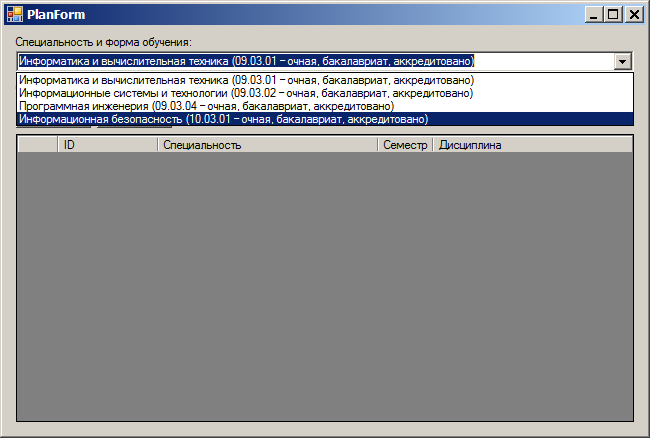 PlanForm
Специальность и форма обучения:
Информатика и вычислительная техника (09.03.01 – очная, бакалавриат, аккредитовано)
Информатика и вычислительная техника (09.03.01 – очная, бакалавриат, аккредитовано)
Информационные системы и технологии (09.03.02 – очная, бакалавриат, аккредитовано)
Программная инженерия (09.03.04 – очная, бакалавриат, аккредитовано)
Информационная безопасность (10.03.01 – очная, бакалавриат, аккредитовано)
ID Специальность Семестр Дисциплина